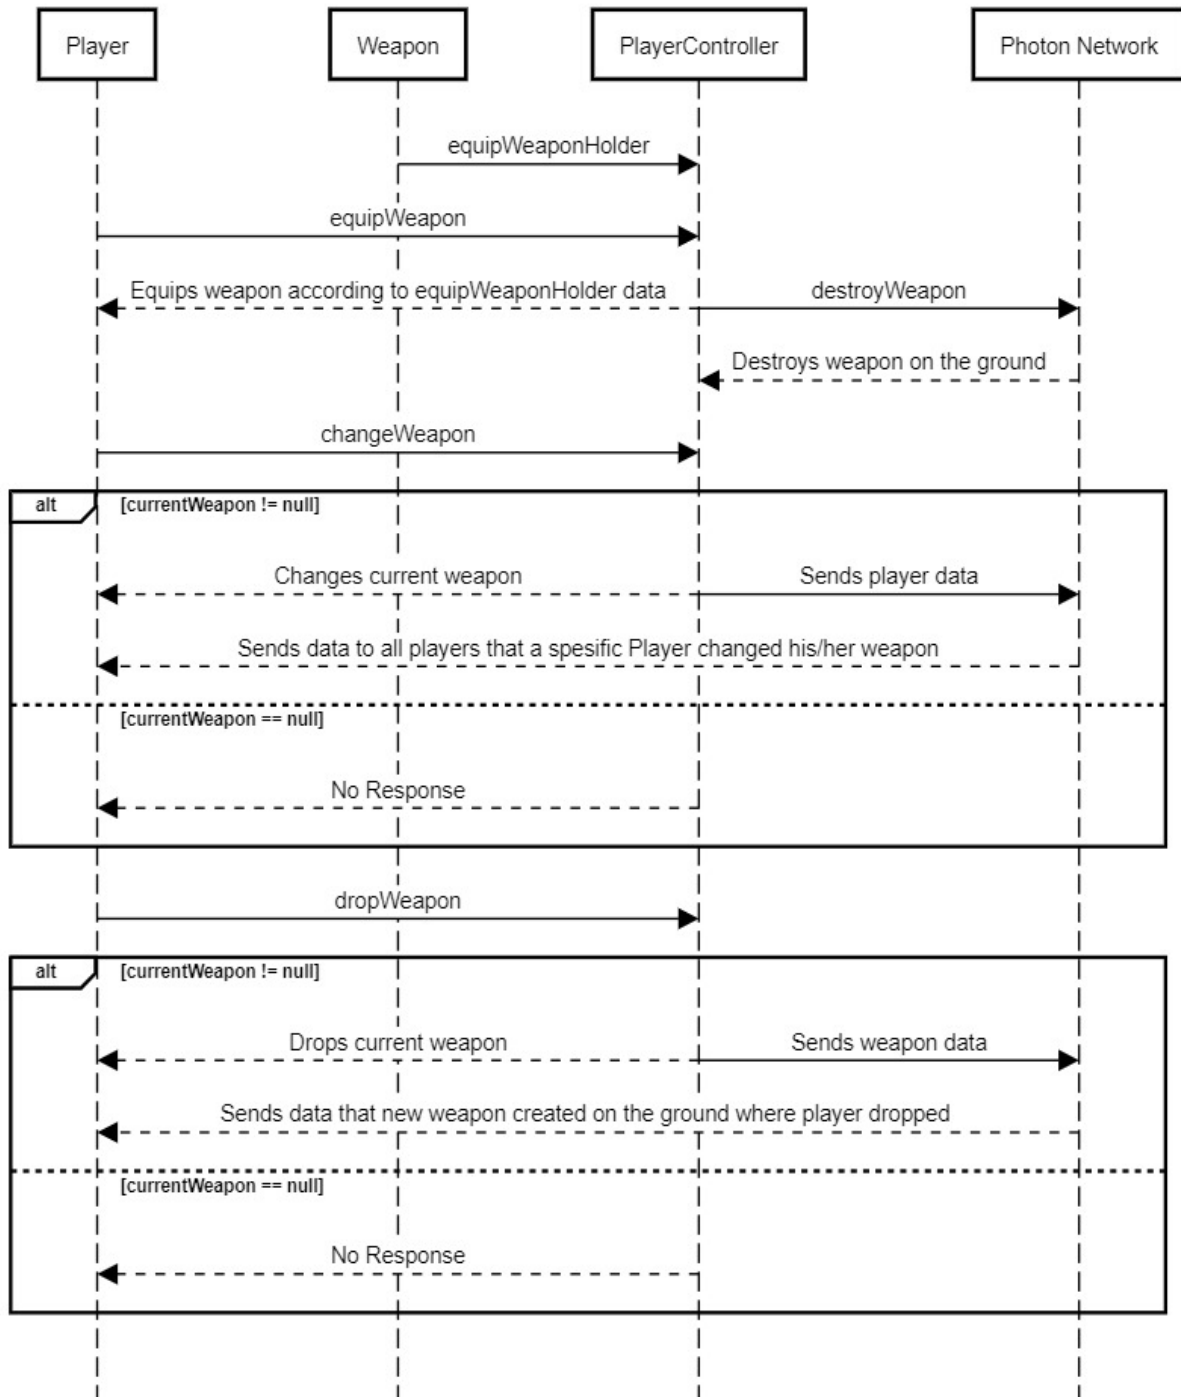 Player
Weapon
PlayerController
Photon Network
equipWeaponHolder
equipWeapon
Equips weapon according to equipWeaponHolder data
destroyWeapon
Destroys weapon on the ground
changeWeapon
alt
[currentWeapon != null]
Changes current weapon
Sends player data
Sends data to all players that a spesific Player changed his/her weapon
[currentWeapon == null]
No Response
dropWeapon
alt
[currentWeapon != null]
Drops current weapon
Sends weapon data
Sends data that new weapon created on the ground where player dropped
[currentWeapon == null]
No Response